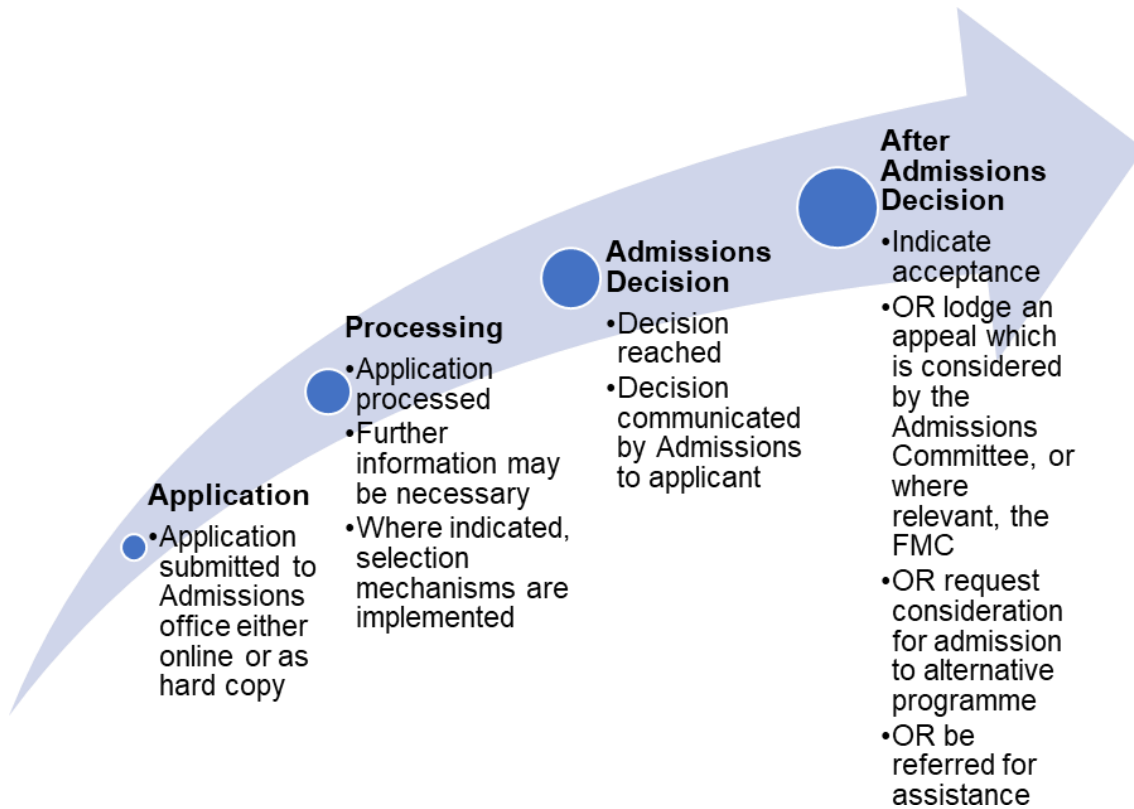 Application
•Application
submitted to
Admissions
office either
online or as
hard copy
Processing
•Application
processed
•Further
information may
be necessary
•Where indicated,
selection
mechanisms are
implemented
Admissions
Decision
•Decision
reached
•Decision
communicated
by Admissions
to applicant
After
Admissions
Decision
•Indicate
acceptance
•OR lodge an
appeal which
is considered
by the
Admissions
Committee, or
where
relevant, the
FMC
•OR request
consideration
for admission
to alternative
programme
•OR be
referred for
assistance